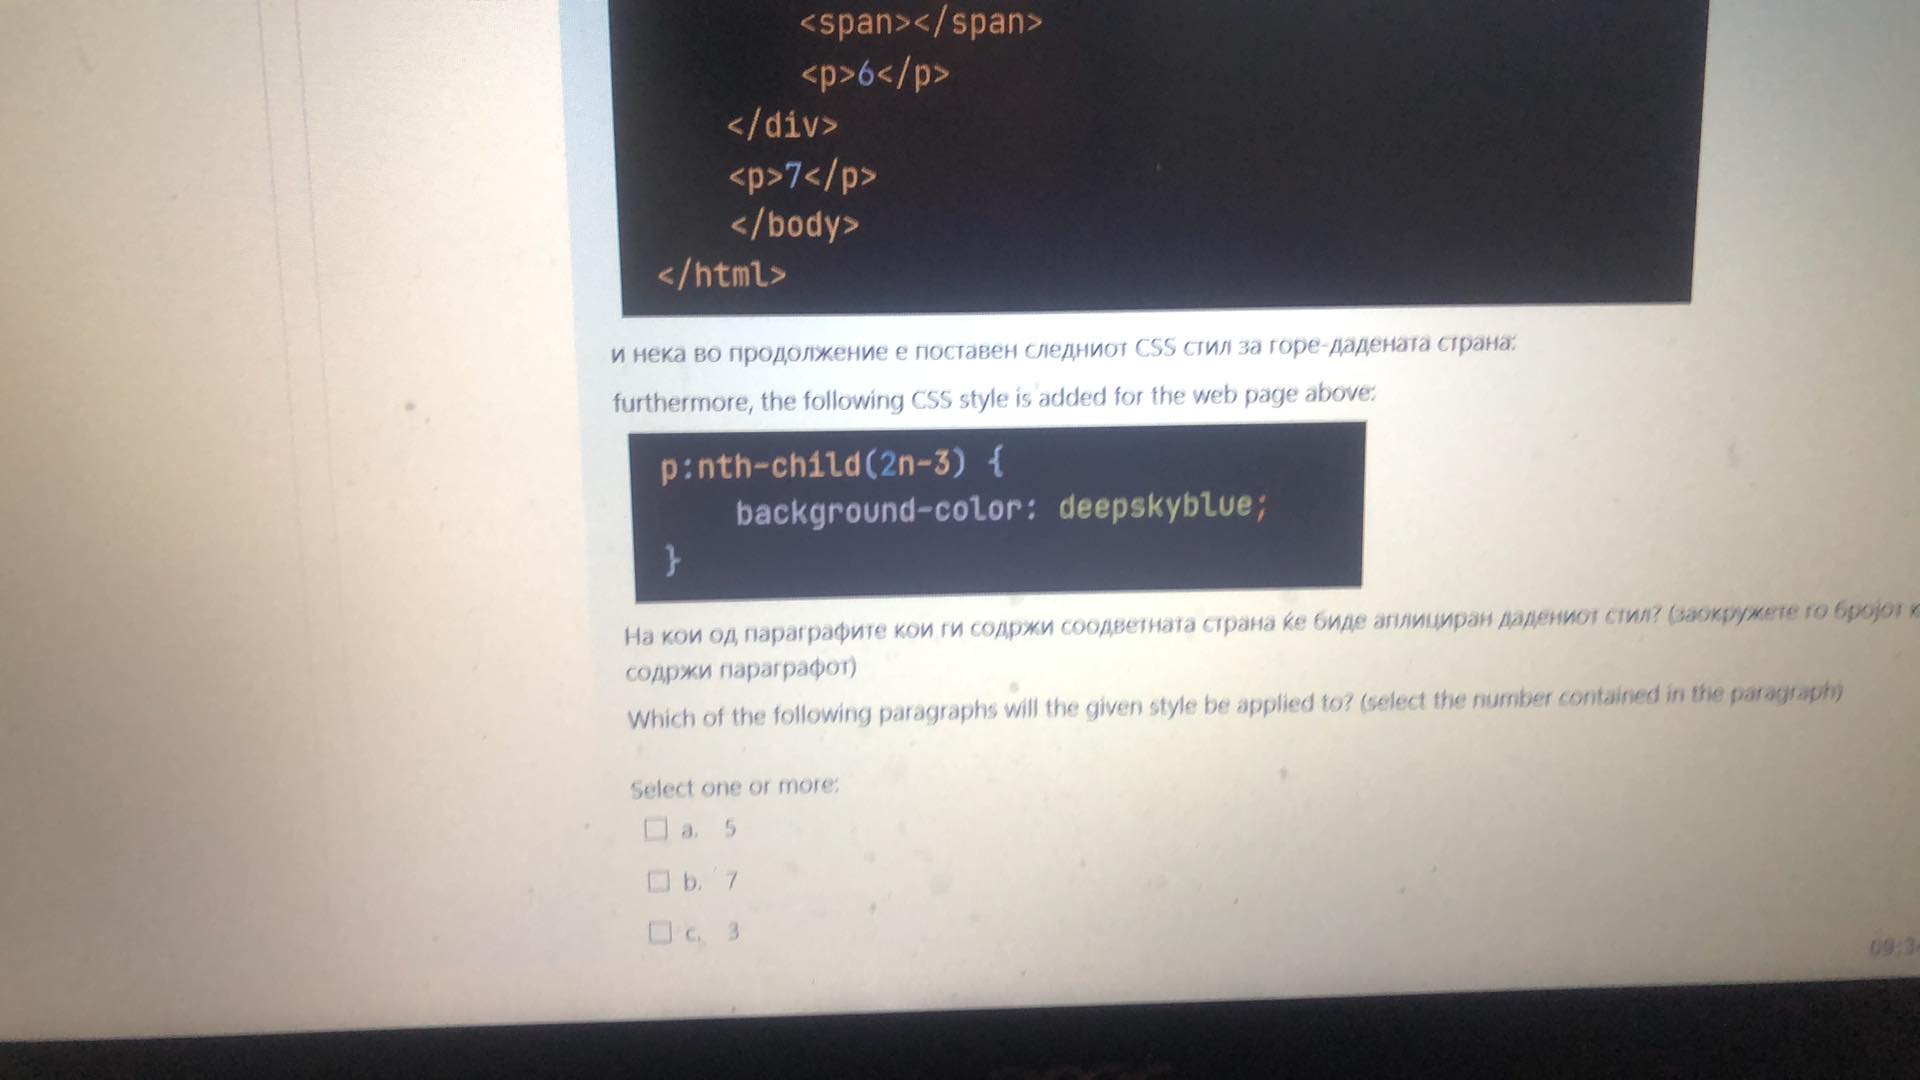 <span></span>
<p>6</p>
</div>
<p>7</p>
</body>
</html>
и нека во продолжение е поставен следниот CSS стил за горе-дадената страна:
furthermore, the following CSS style is added for the web page above:
p:nth-child(2n-3) {
background-color: deepskyblue;
}
На кои од параграфите кои ги содржи соодветната страна ќе биде аплициран дадениот стил? (заокружете го бројот
содржи параграфот)
Which of the following paragraphs will the given style be applied to? (select the number contained in the paragraph)
Select one or more:
a. 5
b. 7
c. 3